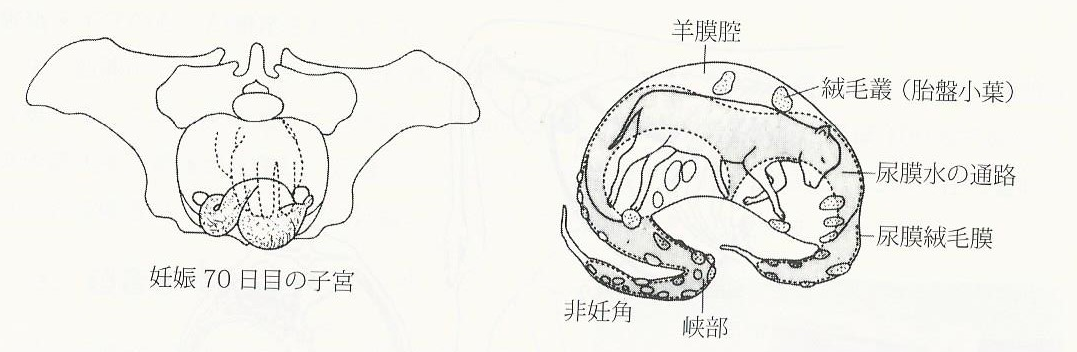 羊膜腔
絨毛叢（胎盤小葉）
尿膜水の通路
尿膜絨毛膜
妊娠70日目の子宮
非妊角
峡部